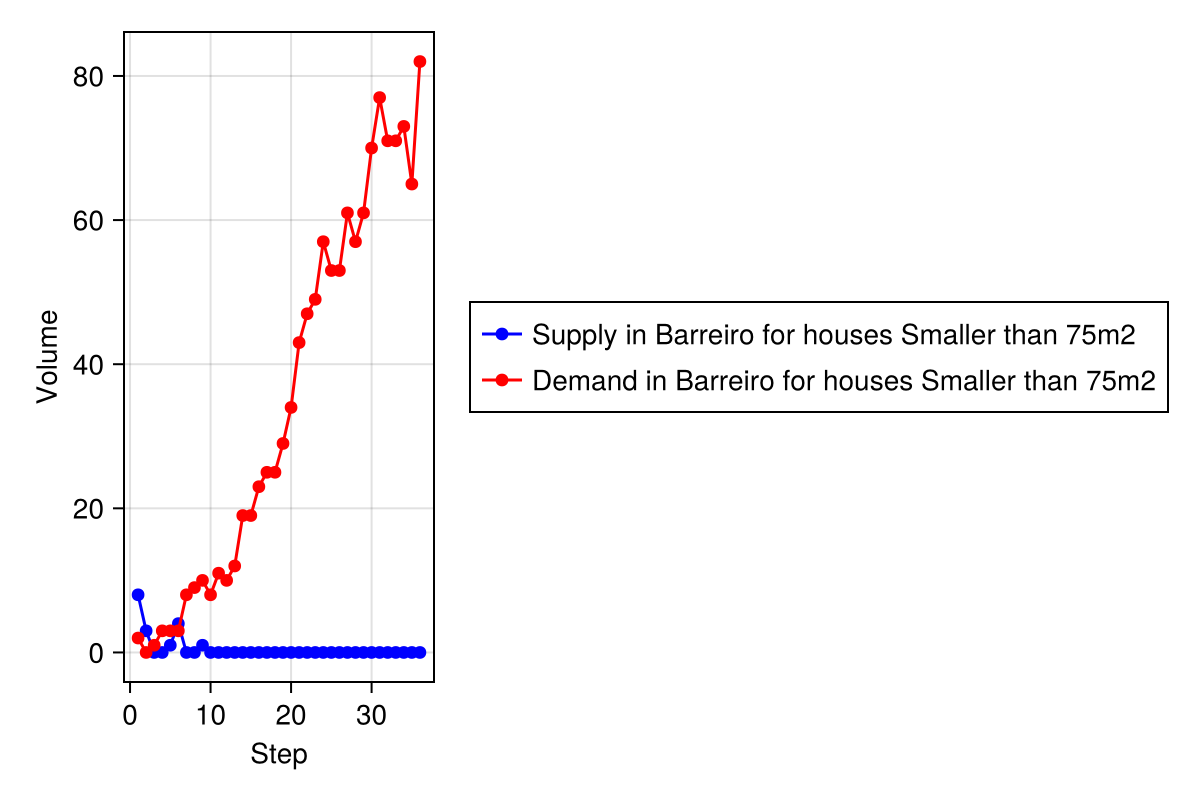 80
60
40
20
0
Volume
0 10 20 30
Step
Supply in Barreiro for houses Smaller than 75m2
Demand in Barreiro for houses Smaller than 75m2